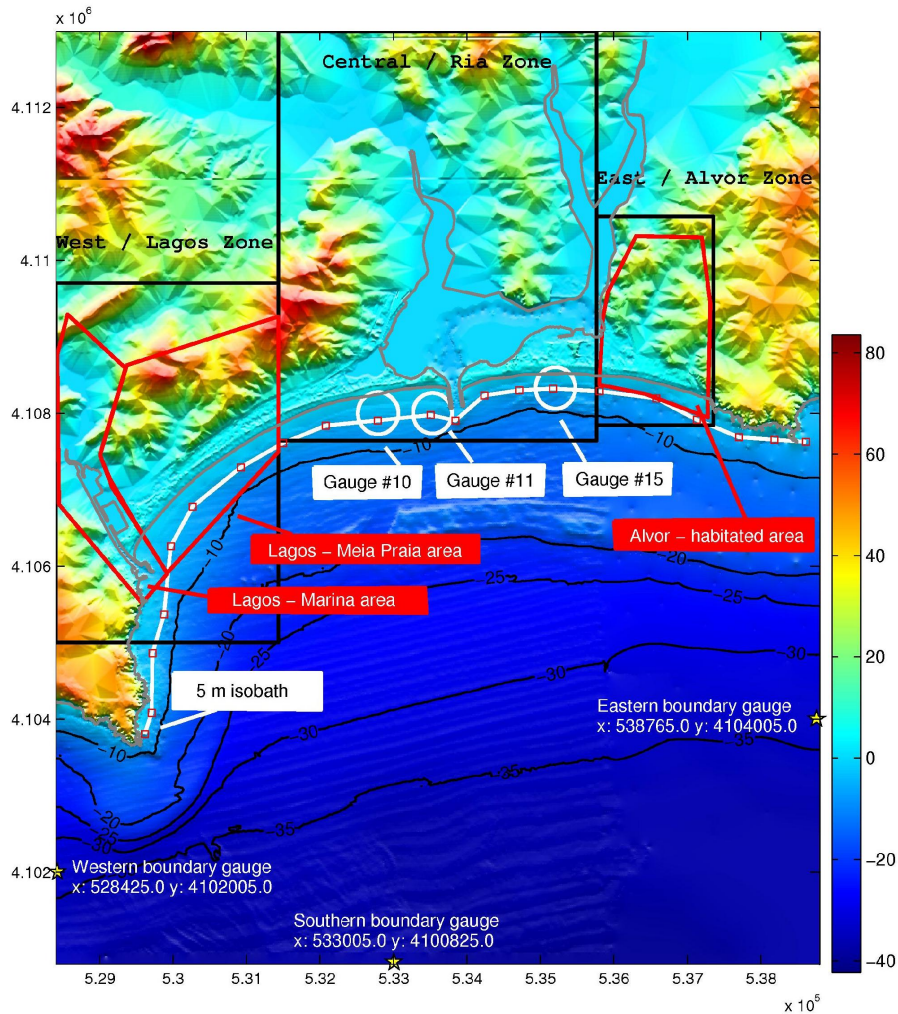 x 10⁶
Central / Ria Zone
4.112
East / Alvor Zone
West / Lagos Zone
4.11
80
4.108
−10
−10
Gauge #10
Gauge #11
Gauge #15
60
Alvor – habitated area
Lagos – Meia Praia area
−10
−20
4.106
40
−25
−25
Lagos – Marina area
−20
−25
20
−30
−30
5 m isobath
Eastern boundary gauge
x: 538765.0 y: 4104005.0
4.104
−30
−35
0
−10
−25
−20
−25
−30
−35
−20
4.102
Western boundary gauge
x: 528425.0 y: 4102005.0
Southern boundary gauge
x: 533005.0 y: 4100825.0
−40
5.29
5.3
5.31
5.32
5.33
5.34
5.35
5.36
5.37
5.38
x 10⁵